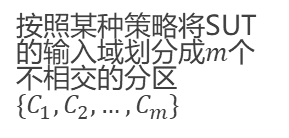 按照某种策略将SUT
的输入域划分成m个
不相交的分区
{C₁, C₂, … , Cₘ}